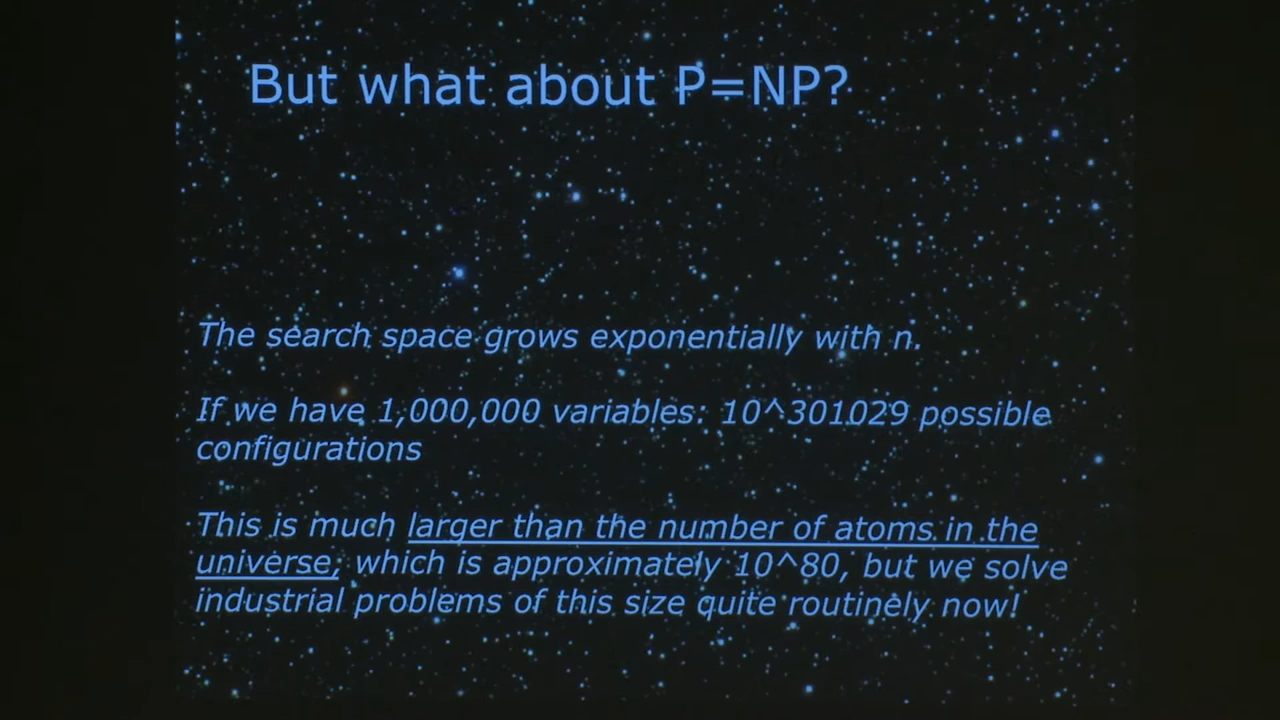 But what about P=NP?
The search space grows exponentially with n.
If we have 1,000,000 variables: 10^301029 possible
configurations
This is much larger than the number of atoms in the
universe, which is approximately 10^80, but we solve
industrial problems of this size quite routinely now!